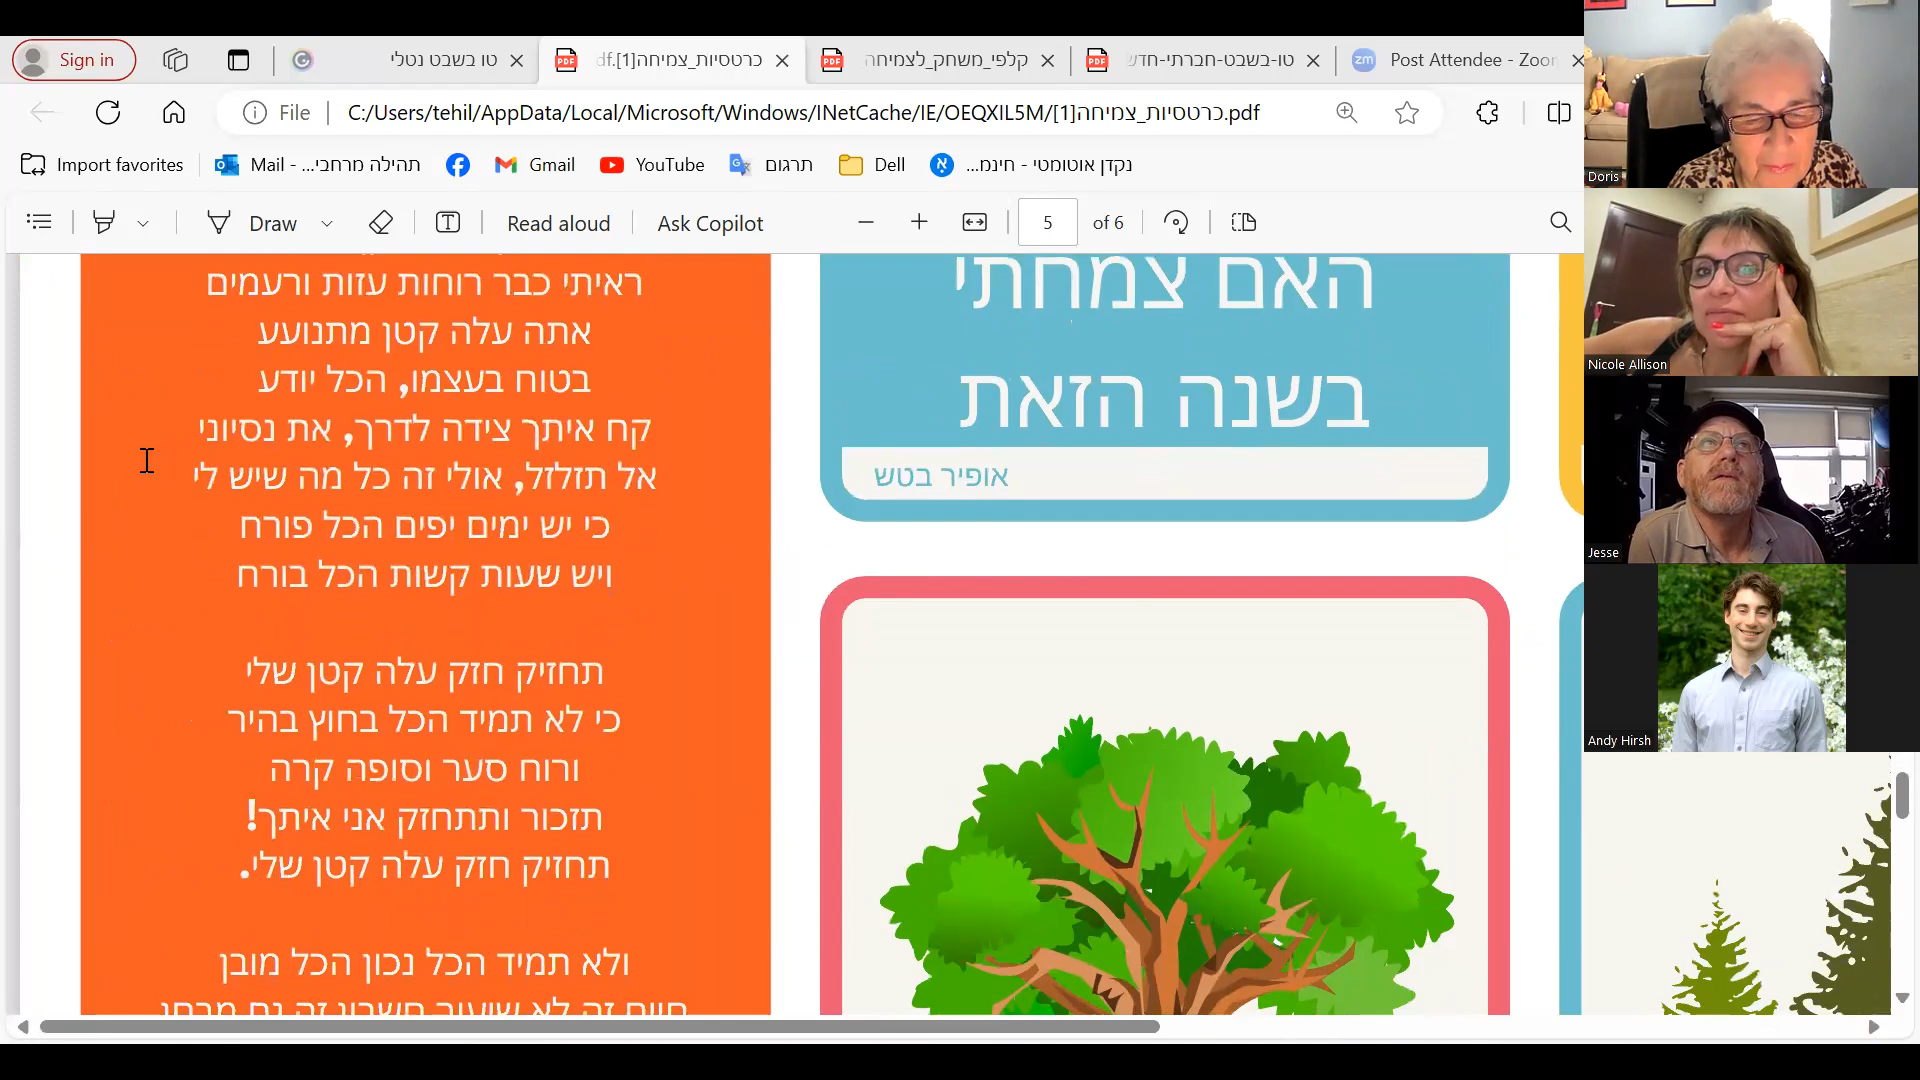 Sign in
טו בשבט נטלי
כרטסיות_צמיחה[1].pdf
קלפי_משחק_לצמיחה
טו-בשבט-חברתי-חדש
Post Attendee - Zoom
File
C:/Users/tehil/AppData/Local/Microsoft/Windows/INetCache/IE/OEQXIL5M/כרטסיות_צמיחה[1].pdf
Import favorites
Mail - תהילה מרחבי...
Gmail
YouTube
תרגום
Dell
נקדן אוטומטי - חינמ...
Draw
Read aloud
Ask Copilot
5 of 6
ראיתי כבר רוחות עזות ורעמים
אתה עלה קטן מתנועע
בטוח בעצמו, הכל יודע
קח איתך צידה לדרך, את נסיוני
אל תזלזל, אולי זה כל מה שיש לי
כי יש ימים יפים הכל פורח
ויש שעות קשות הכל בורח
תחזיק חזק עלה קטן שלי
כי לא תמיד הכל בחוץ בהיר
ורוח סער וסופה קרה
תזכור ותתחזק אני איתך!
תחזיק חזק עלה קטן שלי.
ולא תמיד הכל נכון הכל מובן
האם צמחתי
בשנה הזאת
אופיר בטש
Doris
Nicole Allison
Jesse
Andy Hirsh